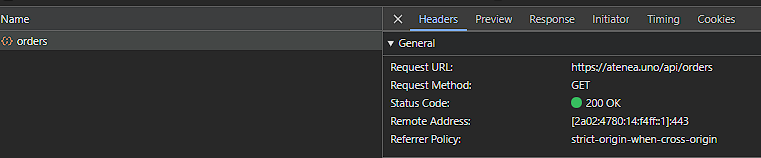 Name
Headers Preview Response Initiator Timing Cookies
orders
General
Request URL: https://atenea.uno/api/orders
Request Method: GET
Status Code: 200 OK
Remote Address: [2a02:4780:14:f4ff::1]:443
Referrer Policy: strict-origin-when-cross-origin